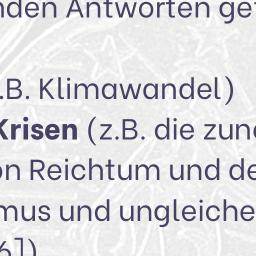 nden Antworten ge
.B. Klimawandel)
Krisen (z.B. die zun
on Reichtum und de
mus und ungleiche
6])